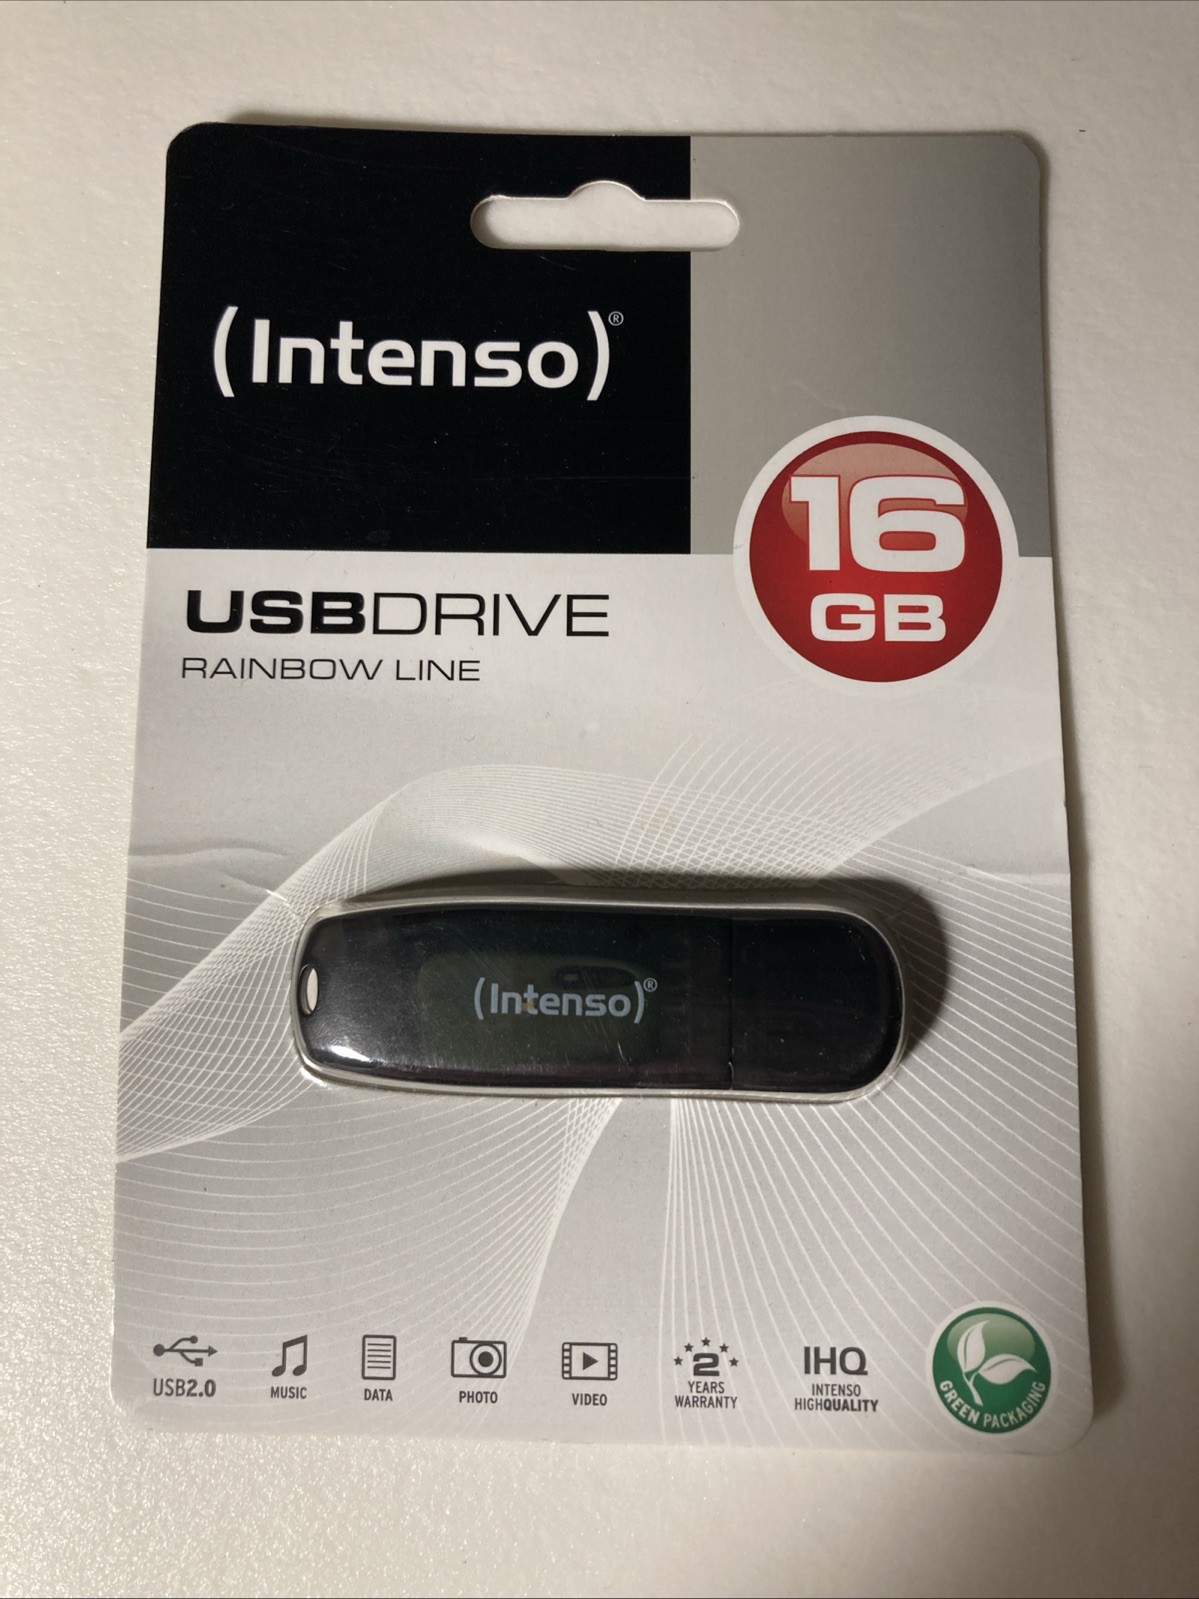 (Intenso)®
16
GB
USBDRIVE
RAINBOW LINE
(Intenso)®
USB2.0
MUSIC
DATA
PHOTO
VIDEO
2
YEARS
WARRANTY
IHQ
INTENSO
HIGHQUALITY
GREEN PACKAGING